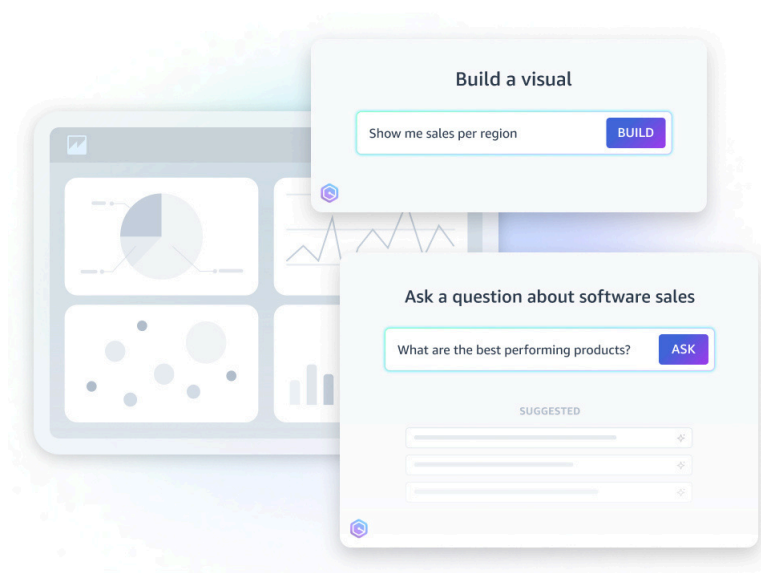 Build a visual
Show me sales per region
BUILD
Ask a question about software sales
What are the best performing products?
ASK
SUGGESTED